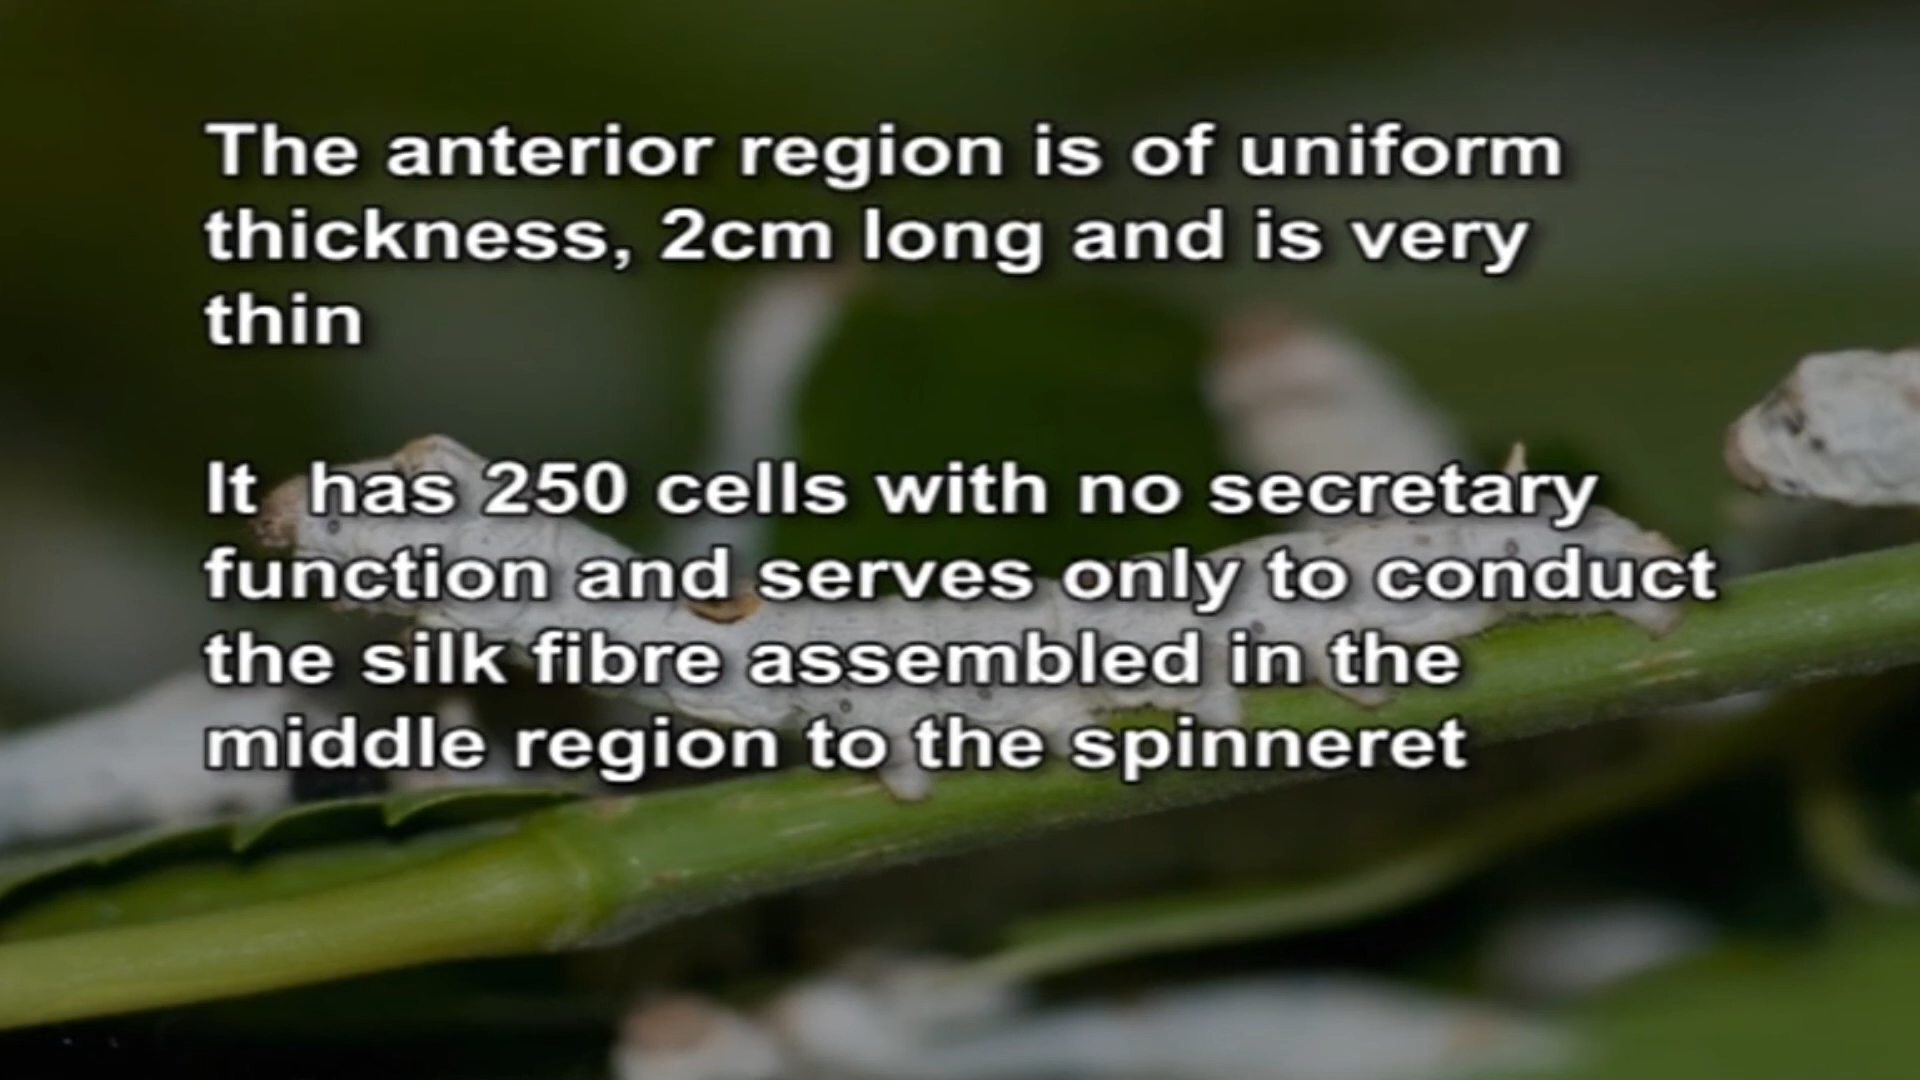 The anterior region is of uniform
thickness, 2cm long and is very
thin
It has 250 cells with no secretary
function and serves only to conduct
the silk fibre assembled in the
middle region to the spinneret